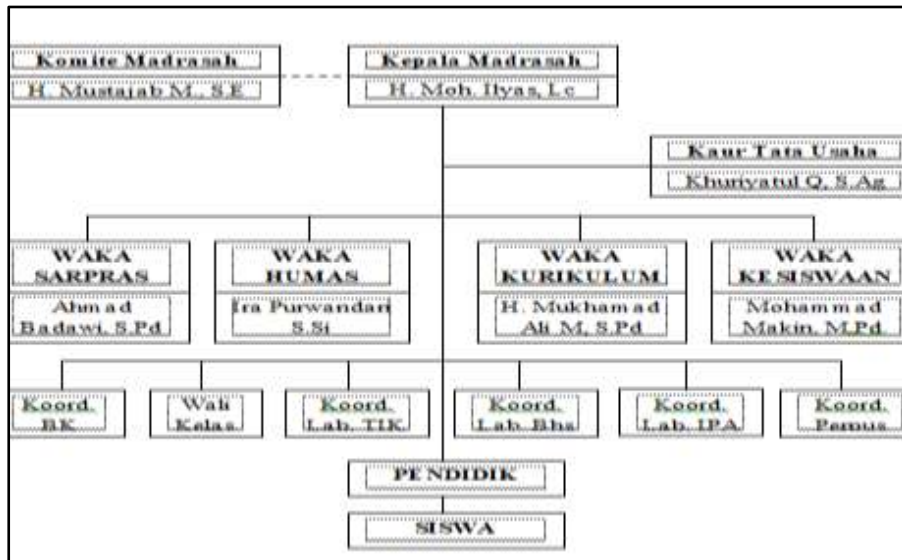 Komite Madrasah
H. Mustajab M., S.E
Kepala Madrasah
H. Moh. Ilyas, Lc
Kaur Tata Usaha
Khuriyatul Q, S.Ag
WAKA
SARPRAS
Ahmad
Badawi, S.Pd
WAKA
HUMAS
Ira Purwandari
S.Si
WAKA
KURIKULUM
H. Mukhamad
Ali M, S.Pd
WAKA
KESISWAAN
Mohammad
Makin, M.Pd.
Koord.
BK
Wali
Kelas
Koord.
Lab. TIK
Koord.
Lab. Bhs
Koord.
Lab. IPA
Koord.
Perpus
PENDIDIK
SISWA